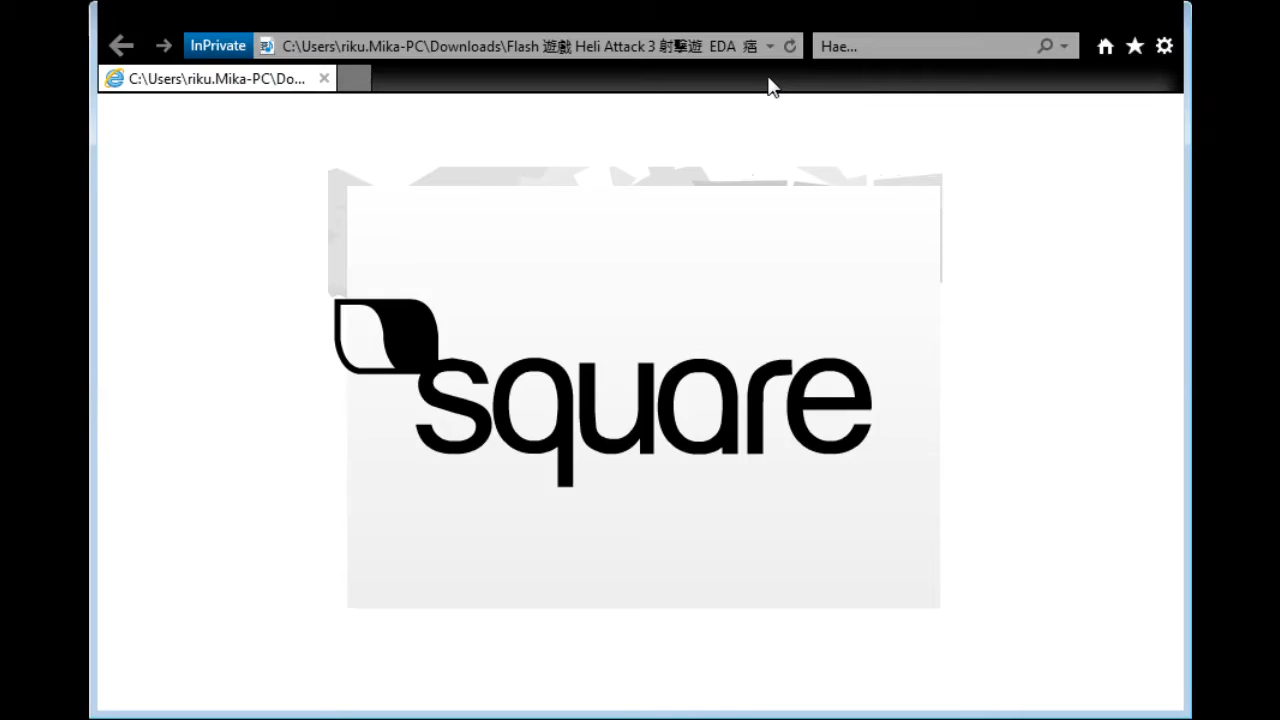 InPrivate
C:\Users\riku.Mika-PC\Downloads\Flash 遊戲 Heli Attack 3 射擊遊 EDA
Hae...
C:\Users\riku.Mika-PC\Do...
square